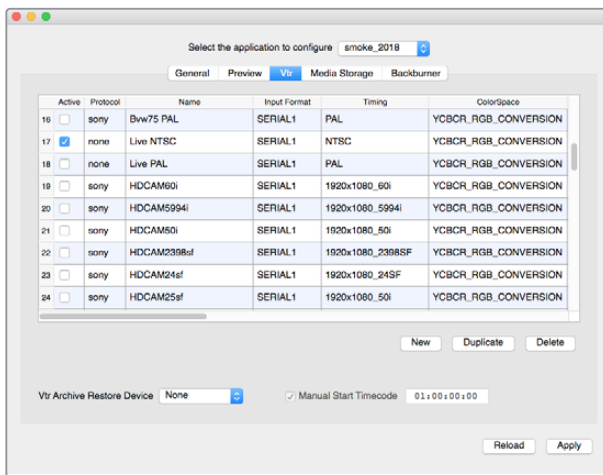 Select the application to configure smoke_2018
General Preview Vtr Media Storage Backburner
Active Protocol Name Input Format Timing ColorSpace
16 sony Bvw75 PAL SERIAL1 PAL YCBCR_RGB_CONVERSION
17 none Live NTSC SERIAL1 NTSC YCBCR_RGB_CONVERSION
18 none Live PAL SERIAL1 PAL YCBCR_RGB_CONVERSION
19 sony HDCAM60i SERIAL1 1920x1080_60i YCBCR_RGB_CONVERSION
20 sony HDCAM5994i SERIAL1 1920x1080_5994i YCBCR_RGB_CONVERSION
21 sony HDCAM50i SERIAL1 1920x1080_50i YCBCR_RGB_CONVERSION
22 sony HDCAM2398sf SERIAL1 1920x1080_2398SF YCBCR_RGB_CONVERSION
23 sony HDCAM24sf SERIAL1 1920x1080_24SF YCBCR_RGB_CONVERSION
24 sony HDCAM25sf SERIAL1 1920x1080_50i YCBCR_RGB_CONVERSION
New Duplicate Delete
Vtr Archive Restore Device None Manual Start Timecode 01:00:00:00
Reload Apply